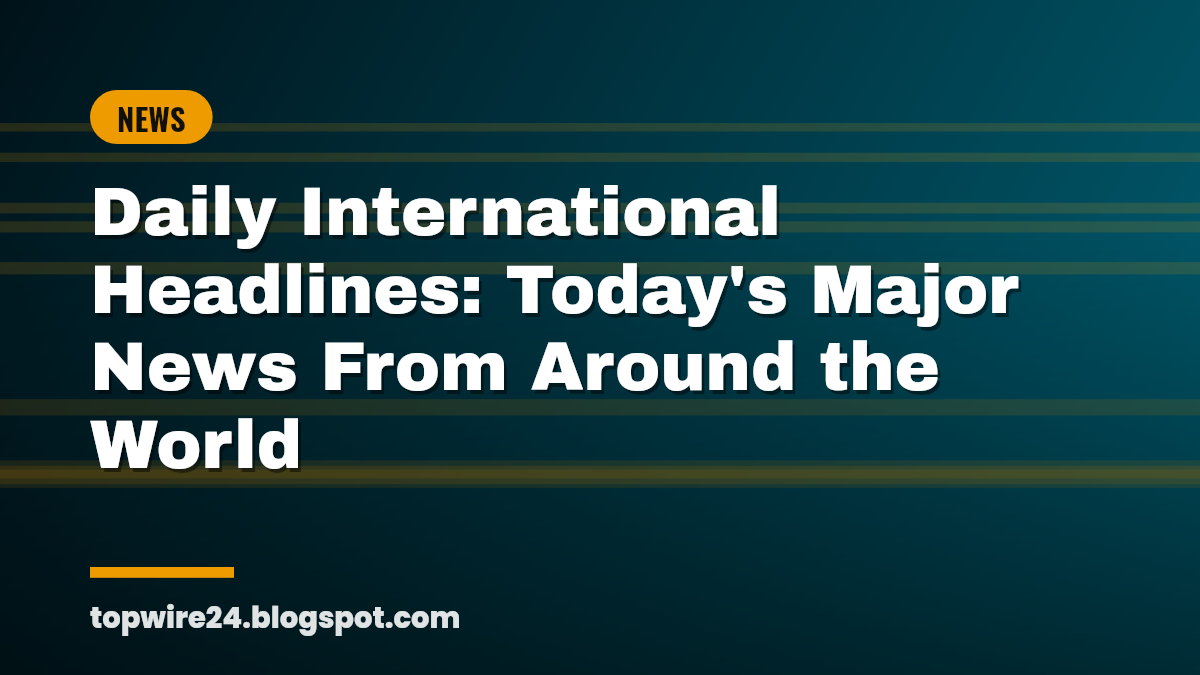 NEWS
Daily International
Headlines: Today's Major
News From Around the
World
topwire24.blogspot.com